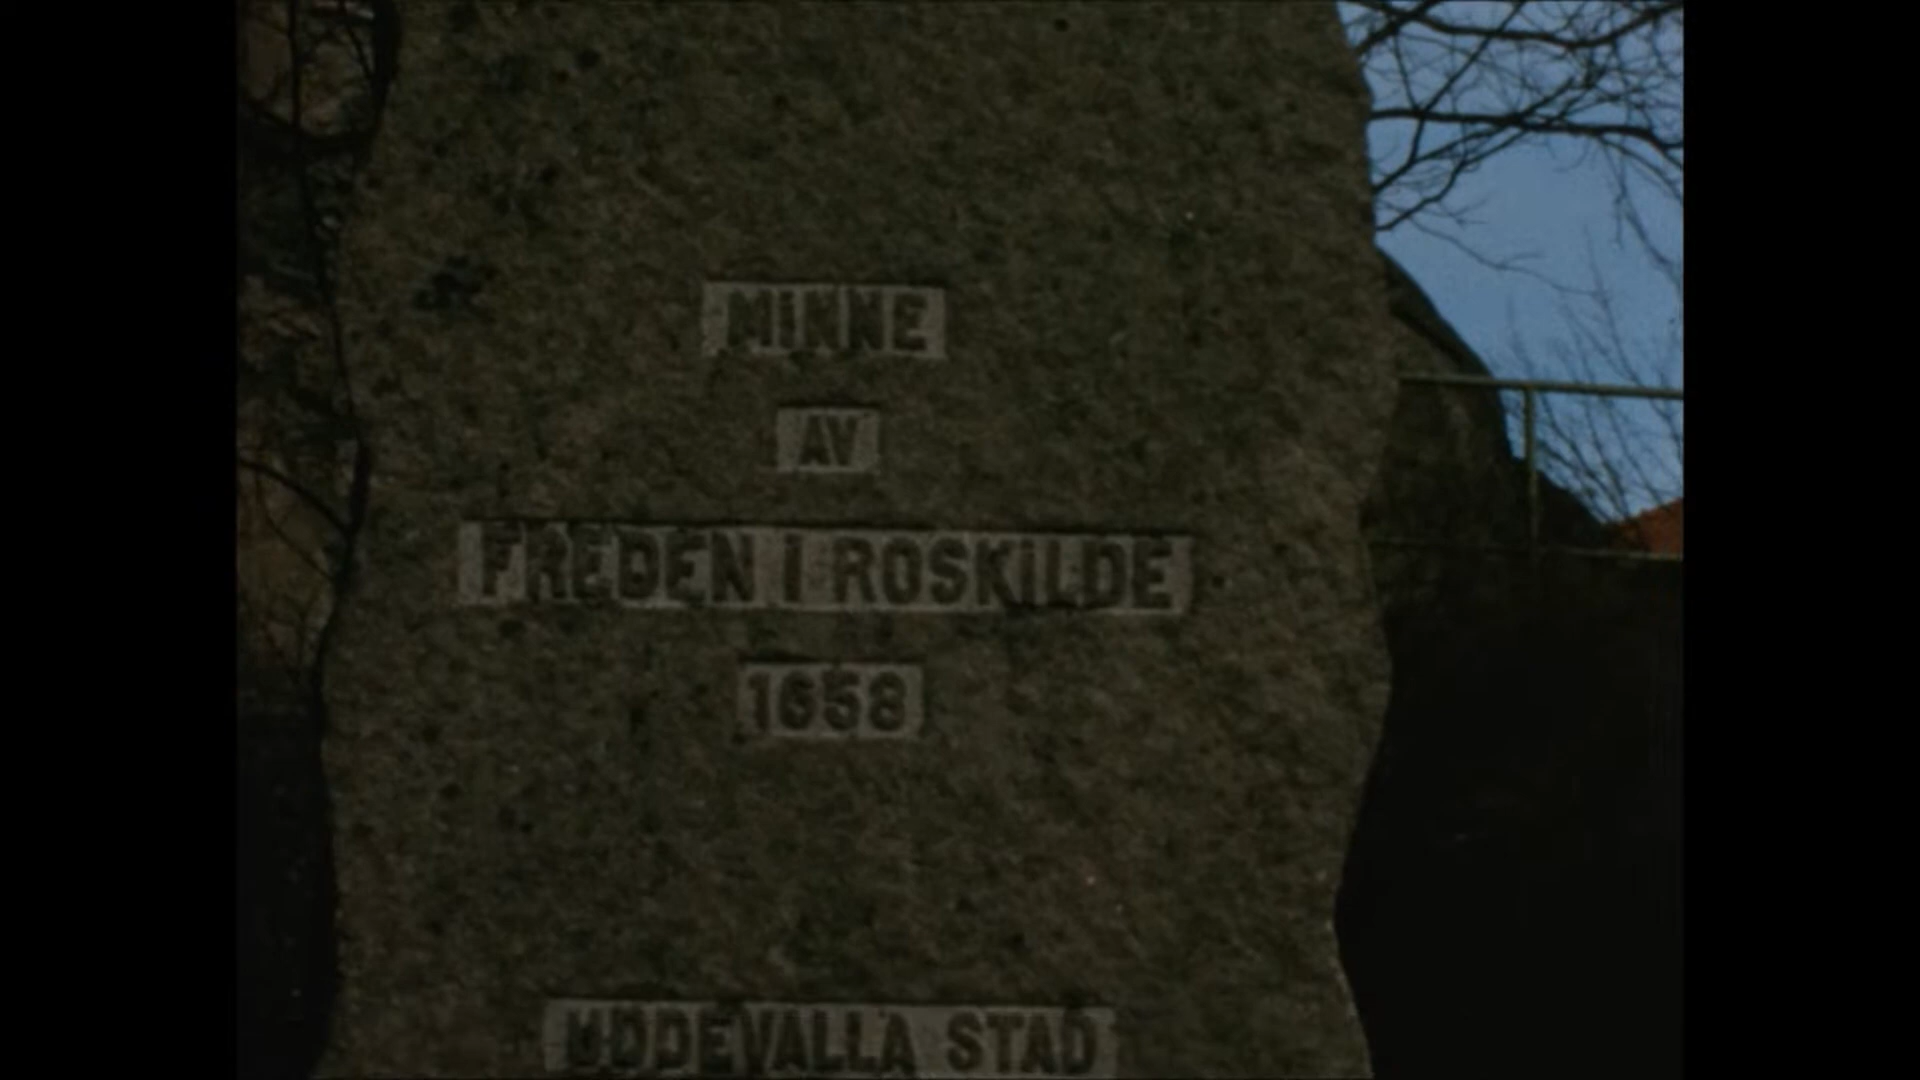 MINNE
AV
FREDEN I ROSKILDE
1658
UDDEVALLA STAD